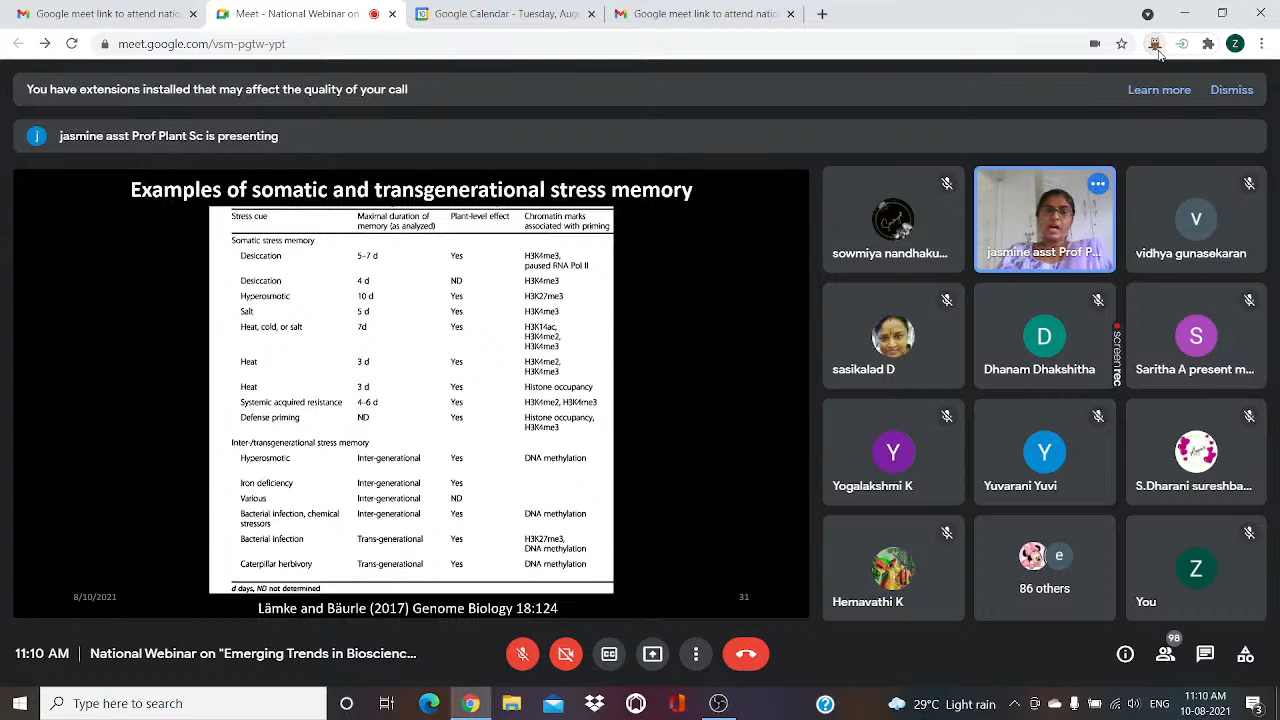 Google meet link to attendatic
Meet - National Webinar on
Google Calendar - Tuesday, Aug
Google meet link to attend natio
meet.google.com/vsm-pgtw-ypt
Z
You have extensions installed that may affect the quality of your call
Learn more
Dismiss
j
jasmine asst Prof Plant Sc is presenting
Examples of somatic and transgenerational stress memory
Stress cue Maximal duration of memory (as analyzed) Plant-level effect Chromatin marks associated with priming
Somatic stress memory
Desiccation 5–7 d Yes H3K4me3, paused RNA Pol II
Desiccation 4 d ND H3K4me3
Hyperosmotic 10 d Yes H3K27me3
Salt 5 d Yes H3K4me3
Heat, cold, or salt 7d Yes H3K14ac, H3K4me2, H3K4me3
Heat 3 d Yes H3K4me2, H3K4me3
Heat 3 d Yes Histone occupancy
Systemic acquired resistance 4–6 d Yes H3K4me2, H3K4me3
Defense priming ND Yes Histone occupancy, H3K4me3
Inter-/transgenerational stress memory
Hyperosmotic Inter-generational Yes DNA methylation
Iron deficiency Inter-generational Yes
Various Inter-generational ND
Bacterial infection, chemical stressors Inter-generational Yes DNA methylation
Bacterial infection Trans-generational Yes H3K27me3, DNA methylation
Caterpillar herbivory Trans-generational Yes DNA methylation
d days, ND not determined
8/10/2021
31
Lämke and Bäurle (2017) Genome Biology 18:124
sowmiya nandhaku...
jasmine asst Prof P...
V
vidhya gunasekaran
sasikalad D
D
Dhanam Dhakshitha
screenrec
S
Saritha A present m...
Y
Yogalakshmi K
Y
Yuvarani Yuvi
S.Dharani sureshba...
Hemavathi K
e
86 others
Z
You
11:10 AM
National Webinar on "Emerging Trends in Bioscienc...
98
Type here to search
29°C Light rain
11:10 AM
10-08-2021
3